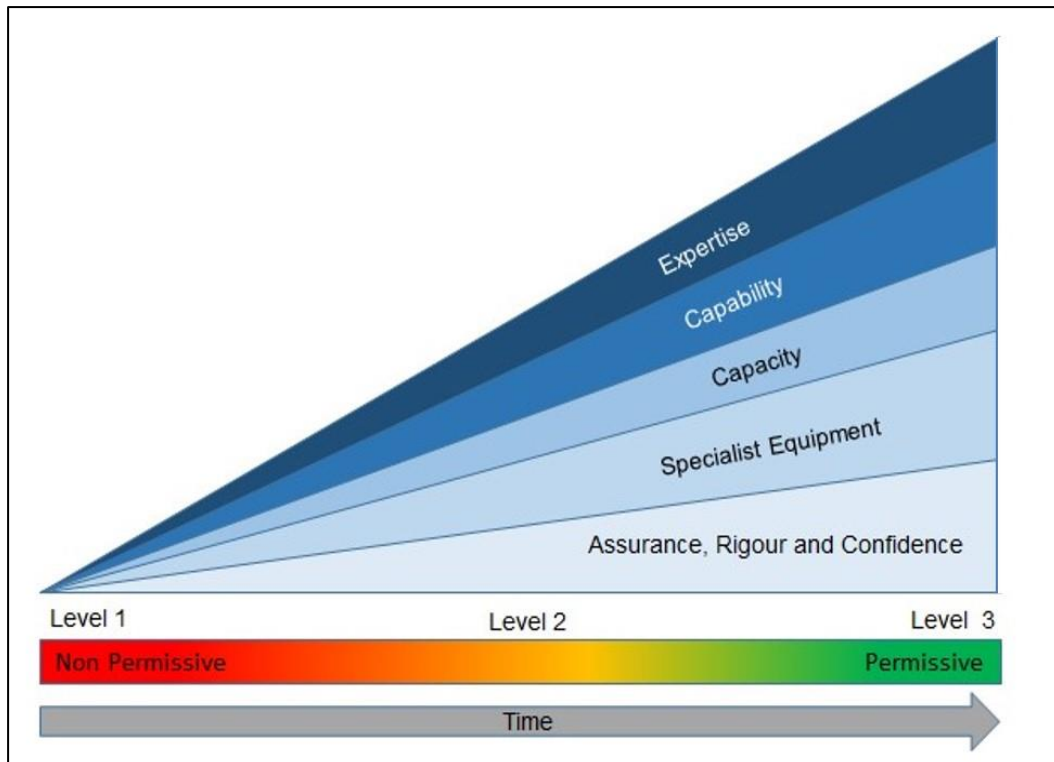 Expertise
Capability
Capacity
Specialist Equipment
Assurance, Rigour and Confidence
Level 1
Level 2
Level 3
Non Permissive
Permissive
Time